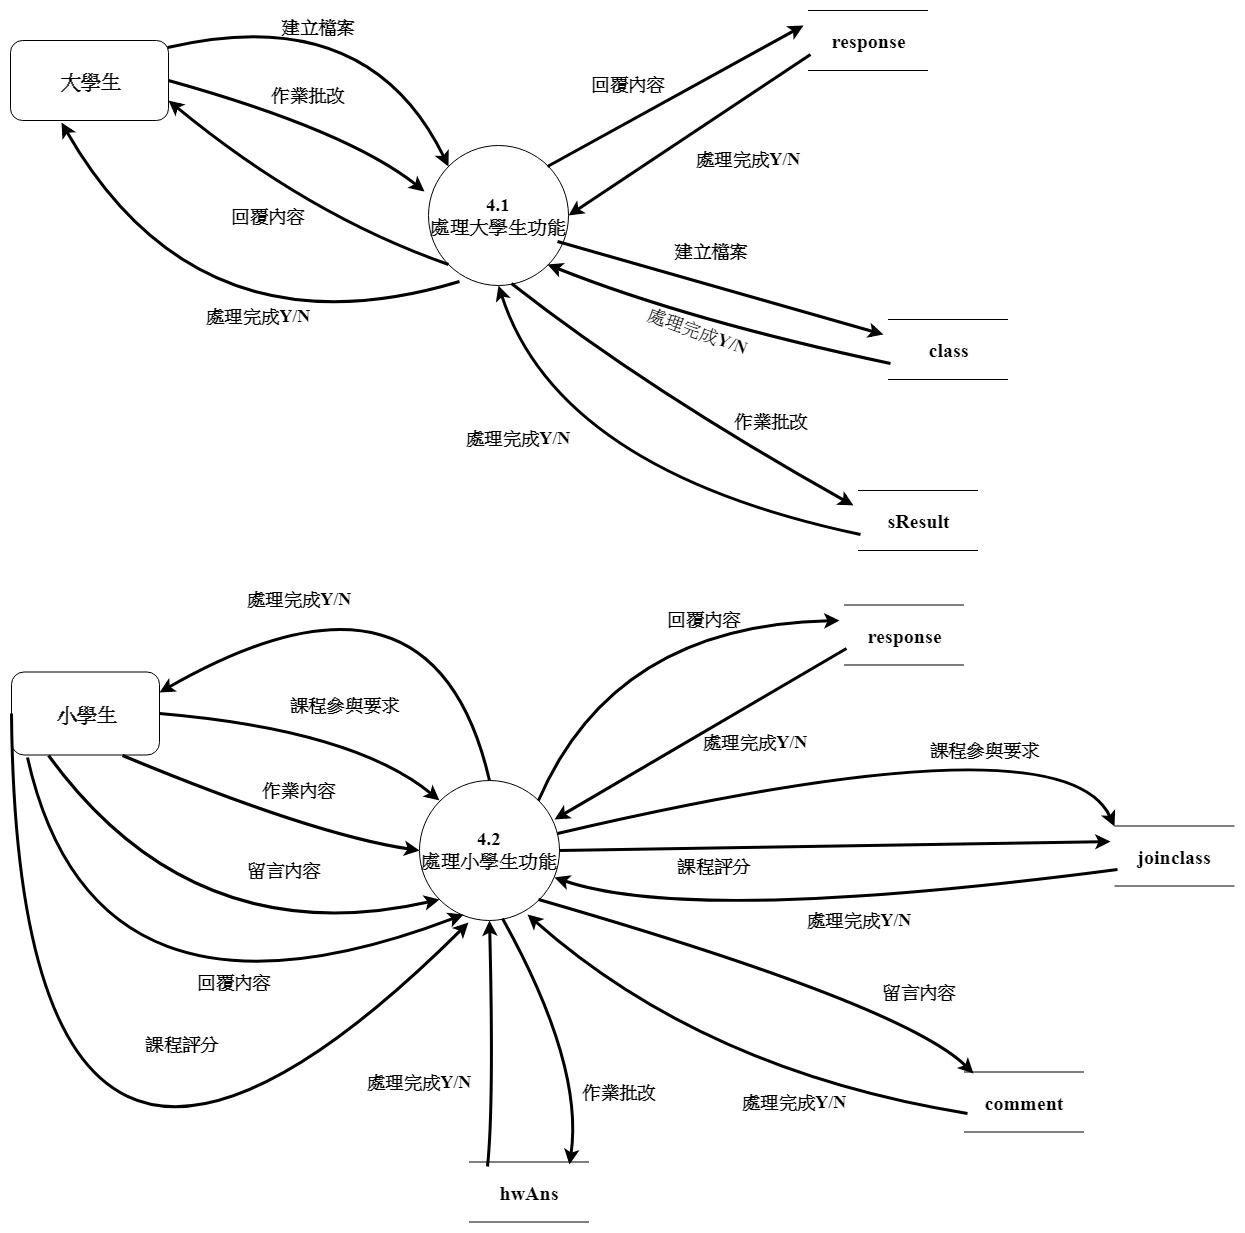 建立檔案
response
大學生
作業批改
回覆內容
處理完成Y/N
4.1
處理大學生功能
回覆內容
建立檔案
處理完成Y/N
處理完成Y/N
class
作業批改
處理完成Y/N
sResult
處理完成Y/N
回覆內容
response
小學生
課程參與要求
處理完成Y/N
課程參與要求
作業內容
4.2
處理小學生功能
課程評分
joinclass
留言內容
處理完成Y/N
回覆內容
留言內容
課程評分
處理完成Y/N
作業批改
處理完成Y/N
comment
hwAns